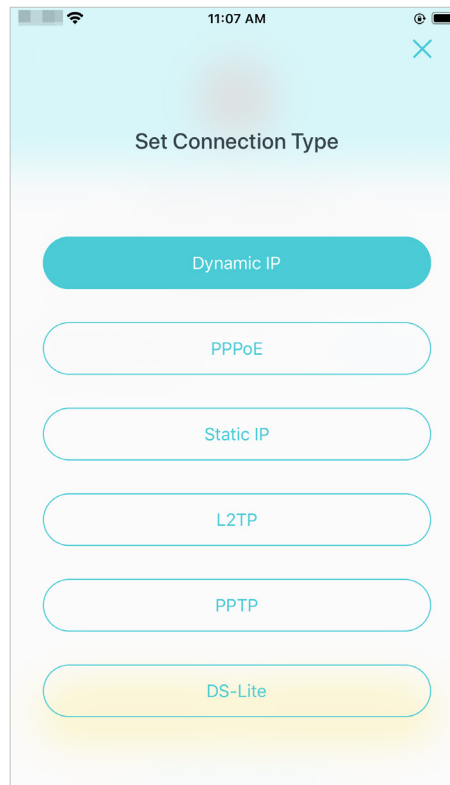 11:07 AM
Set Connection Type
Dynamic IP
PPPoE
Static IP
L2TP
PPTP
DS-Lite